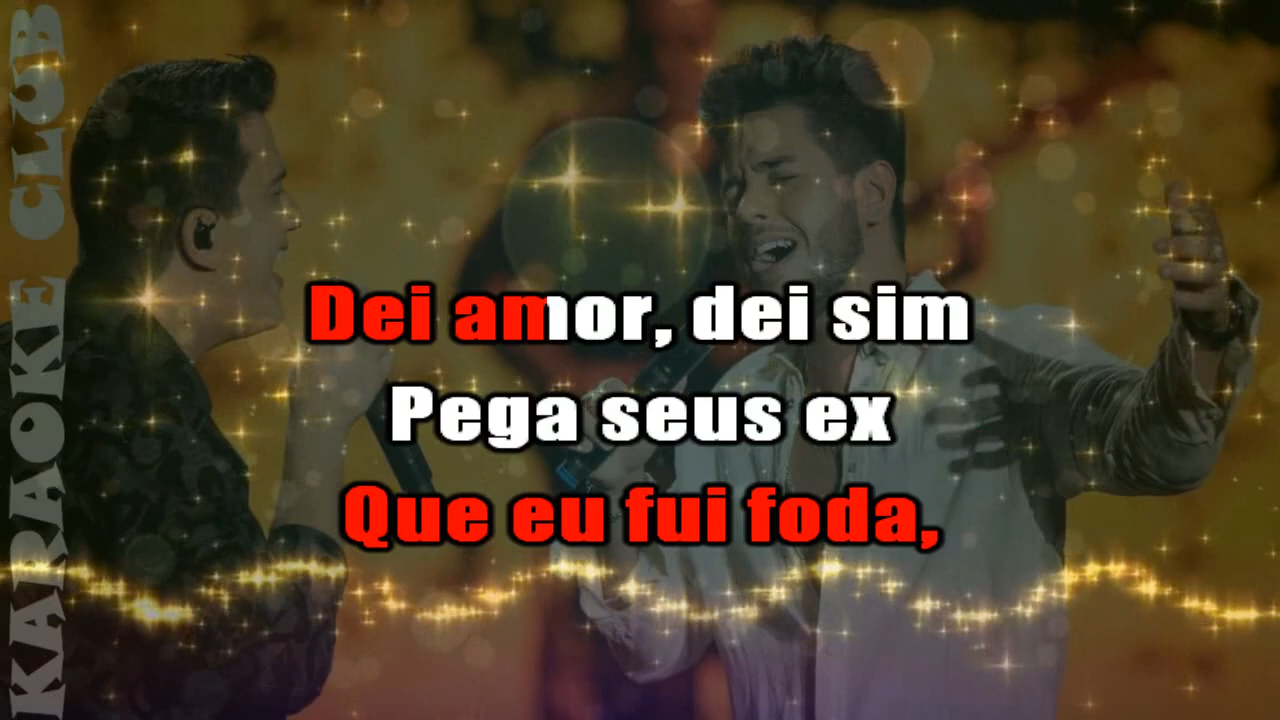 KARAOKE CLUB
Dei amor, dei sim
Pega seus ex
Que eu fui foda,